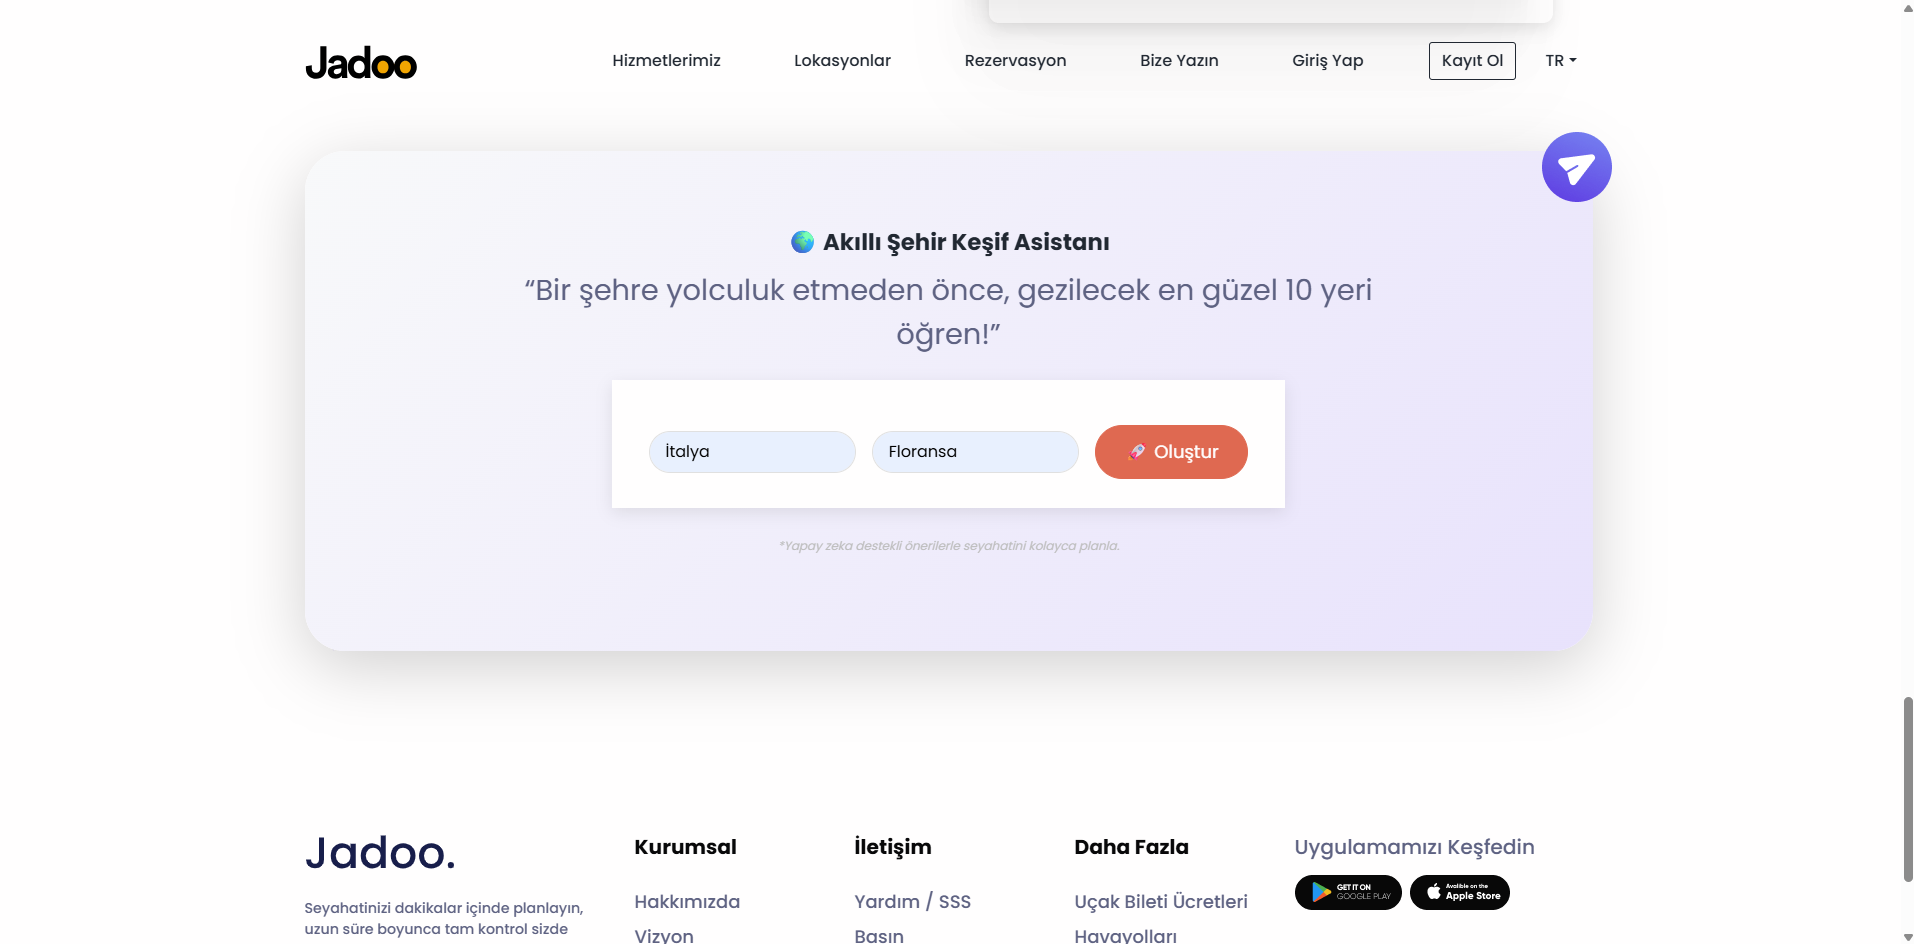 Jadoo
Hizmetlerimiz
Lokasyonlar
Rezervasyon
Bize Yazın
Giriş Yap
Kayıt Ol
TR
Akıllı Şehir Keşif Asistanı
“Bir şehre yolculuk etmeden önce, gezilecek en güzel 10 yeri
öğren!”
İtalya
Floransa
Oluştur
*Yapay zeka destekli önerilerle seyahatini kolayca planla.
Jadoo.
Seyahatinizi dakikalar içinde planlayın,
uzun süre boyunca tam kontrol sizde
Kurumsal
Hakkımızda
Vizyon
İletişim
Yardım / SSS
Basın
Daha Fazla
Uçak Bileti Ücretleri
Havayolları
Uygulamamızı Keşfedin
GET IT ON
GOOGLE PLAY
Avalible on the
Apple Store